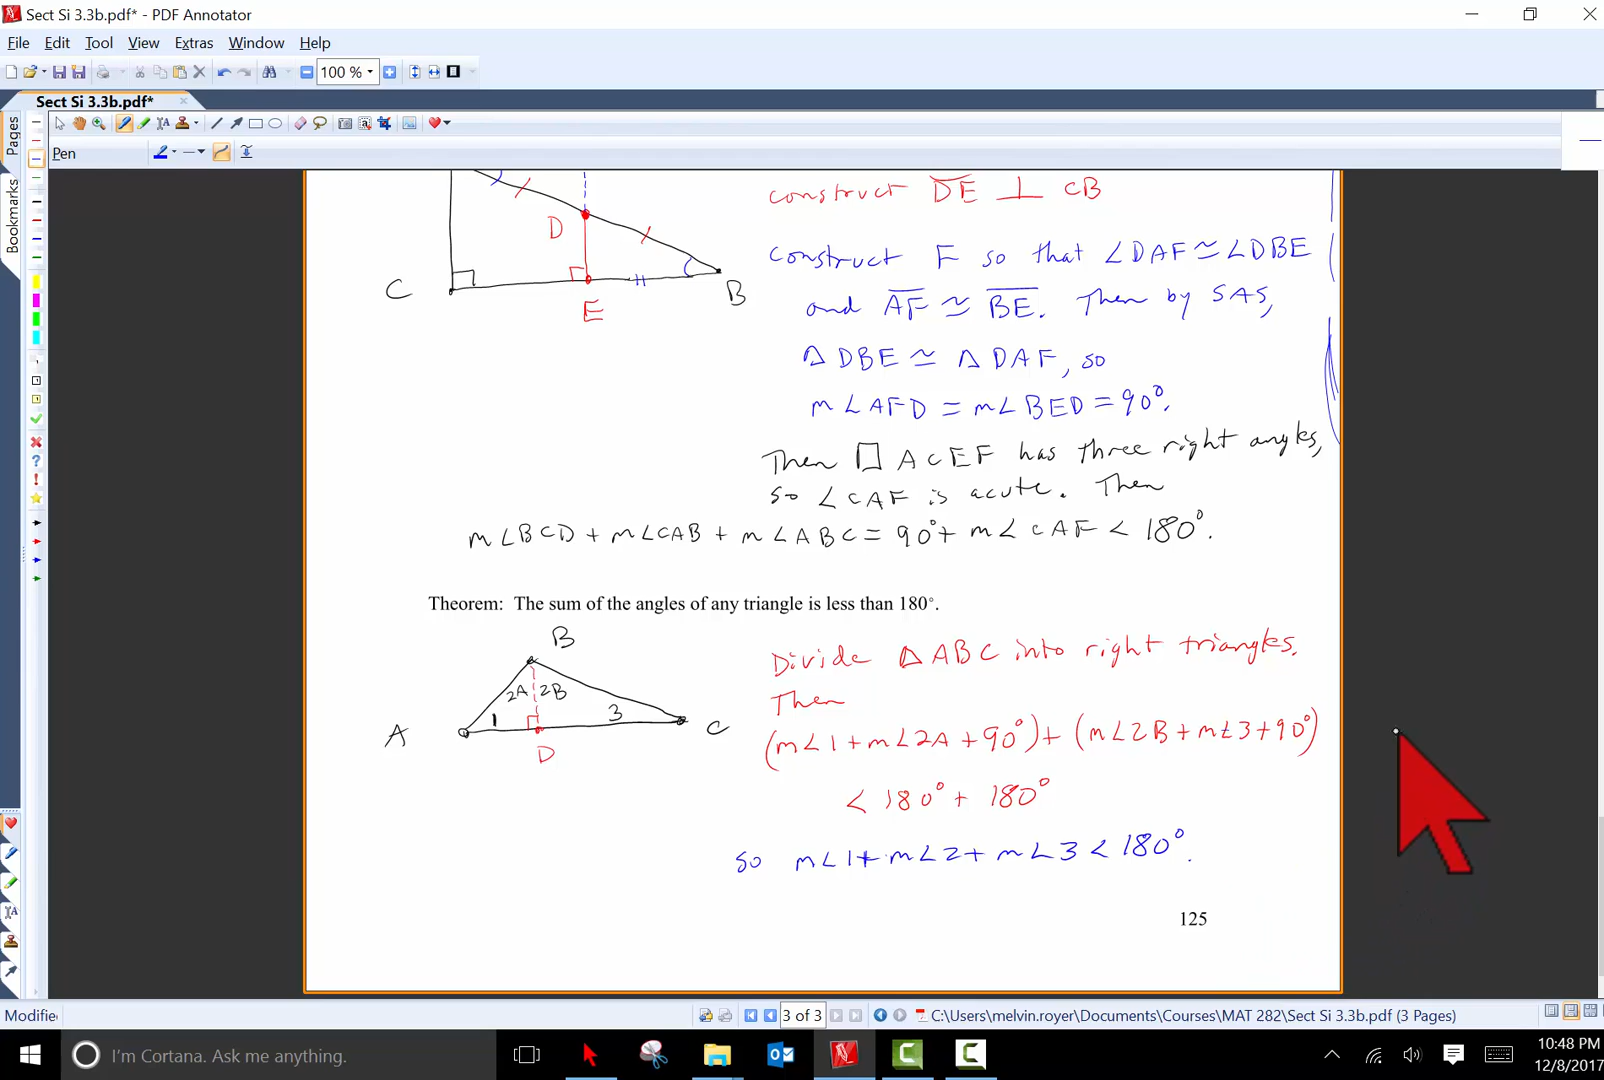 Sect Si 3.3b.pdf* - PDF Annotator
File Edit Tool View Extras Window Help
100 %
Sect Si 3.3b.pdf*
Pen
Pages
Bookmarks
construct DE ⊥ CB
D
C
E
B
construct F so that ∠DAF ≅ ∠DBE
and AF ≅ BE. Then by SAS,
△DBE ≅ △DAF, so
m∠AFD = m∠BED = 90°.
Then □ACEF has three right angles,
so ∠CAF is acute. Then
m∠BCD + m∠CAB + m∠ABC = 90° + m∠CAF < 180°.
Theorem: The sum of the angles of any triangle is less than 180°.
B
2A 2B
1 3
A C
D
Divide △ABC into right triangles.
Then
(m∠1 + m∠2A + 90°) + (m∠2B + m∠3 + 90°)
< 180° + 180°
so m∠1 + m∠2 + m∠3 < 180°.
125
Modifie
3 of 3
C:\Users\melvin.royer\Documents\Courses\MAT 282\Sect Si 3.3b.pdf (3 Pages)
I'm Cortana. Ask me anything.
10:48 PM
12/8/2017